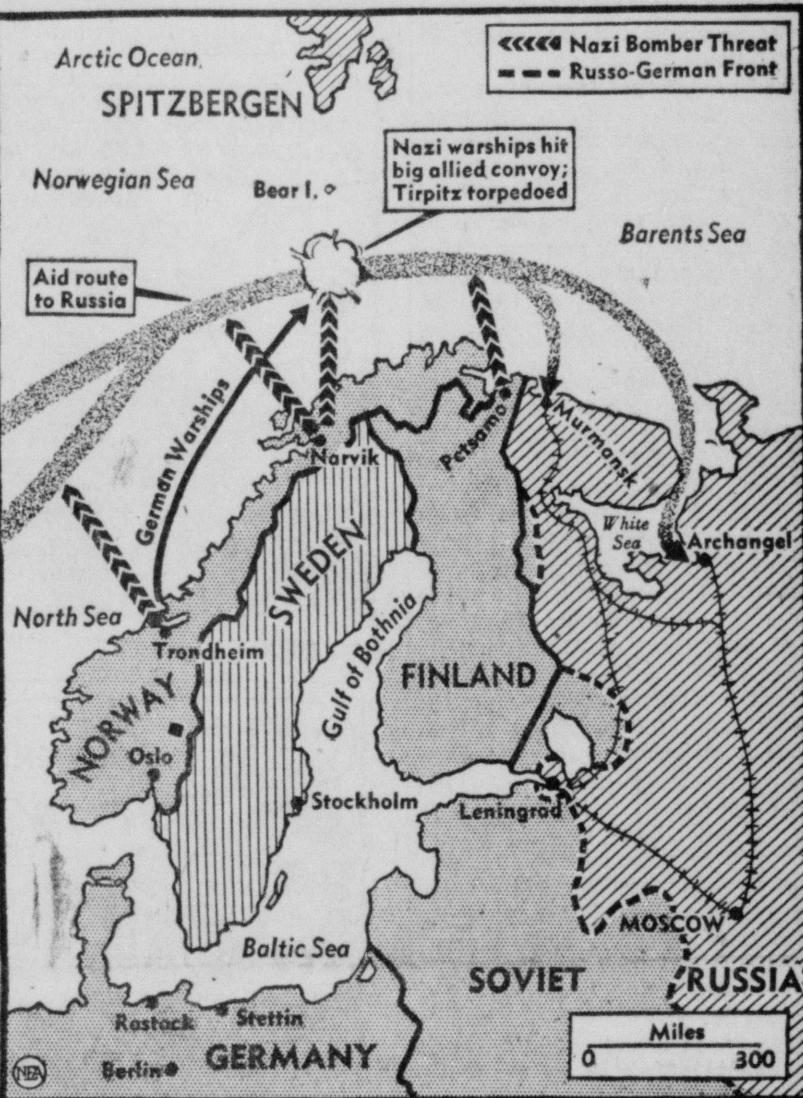 Arctic Ocean
SPITZBERGEN
Nazi Bomber Threat
Russo-German Front
Norwegian Sea
Bear I.
Nazi warships hit
big allied convoy;
Tirpitz torpedoed
Barents Sea
Aid route
to Russia
German Warships
Narvik
Petsamo
Murmansk
White
Sea
Archangel
North Sea
Trondheim
SWEDEN
Gulf of Bothnia
FINLAND
NORWAY
Oslo
Stockholm
Leningrad
MOSCOW
Baltic Sea
SOVIET RUSSIA
Rostock
Stettin
Berlin
GERMANY
NEA
Miles
0 300